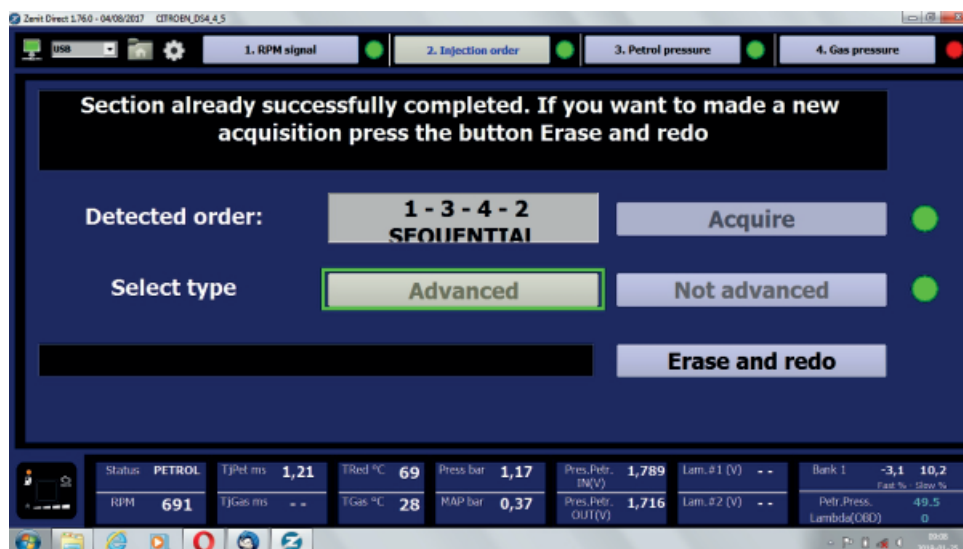 Zenit Direct 1.76.0 - 04/08/2017 CITROEN_DS4_4_5
USB 1. RPM signal 2. Injection order 3. Petrol pressure 4. Gas pressure
Section already successfully completed. If you want to made a new
acquisition press the button Erase and redo
Detected order:
1 - 3 - 4 - 2
SEQUENTIAL
Acquire
Select type
Advanced
Not advanced
Erase and redo
Status PETROL TjPet ms 1,21 TRed °C 69 Press bar 1,17 Pres.Petr. IN(V) 1,789 Lam.#1 (V) - - Bank 1 -3,1 10,2
Fast % - Slow %
RPM 691 TjGas ms - - TGas °C 28 MAP bar 0,37 Pres.Petr. OUT(V) 1,716 Lam.#2 (V) - - Petr.Press. 49.5
Lambda(OBD) 0